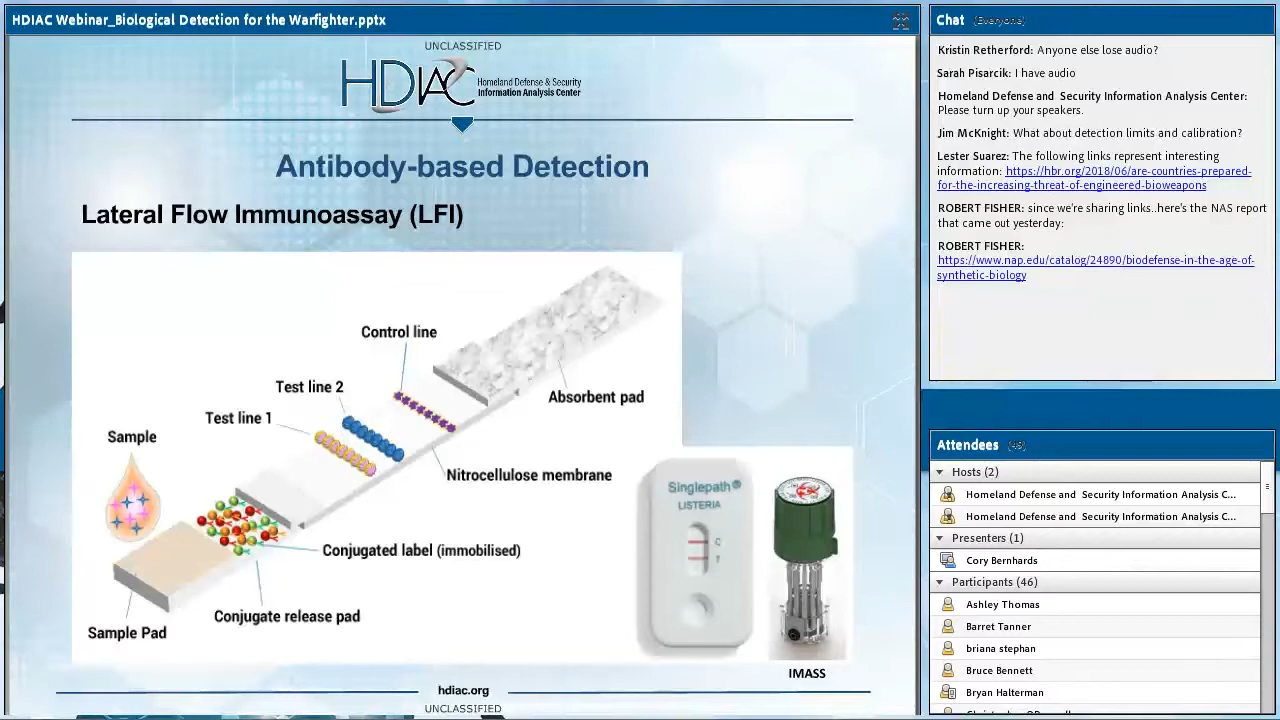 HDIAC Webinar_Biological Detection for the Warfighter.pptx
UNCLASSIFIED
HDIAC
Homeland Defense & Security
Information Analysis Center
Antibody-based Detection
Lateral Flow Immunoassay (LFI)
Control line
Test line 2
Absorbent pad
Test line 1
Sample
Nitrocellulose membrane
Singlepath®
LISTERIA
C
T
Conjugated label (immobilised)
Conjugate release pad
Sample Pad
IMASS
hdiac.org
UNCLASSIFIED
Chat (Everyone)
Kristin Retherford: Anyone else lose audio?
Sarah Pisarcik: I have audio
Homeland Defense and Security Information Analysis Center:
Please turn up your speakers.
Jim McKnight: What about detection limits and calibration?
Lester Suarez: The following links represent interesting
information: https://hbr.org/2018/06/are-countries-prepared-
for-the-increasing-threat-of-engineered-bioweapons
ROBERT FISHER: since we're sharing links..here's the NAS report
that came out yesterday:
ROBERT FISHER:
https://www.nap.edu/catalog/24890/biodefense-in-the-age-of-
synthetic-biology
Attendees
Hosts (2)
Homeland Defense and Security Information Analysis C...
Homeland Defense and Security Information Analysis C...
Presenters (1)
Cory Bernhards
Participants (46)
Ashley Thomas
Barret Tanner
briana stephan
Bruce Bennett
Bryan Halterman